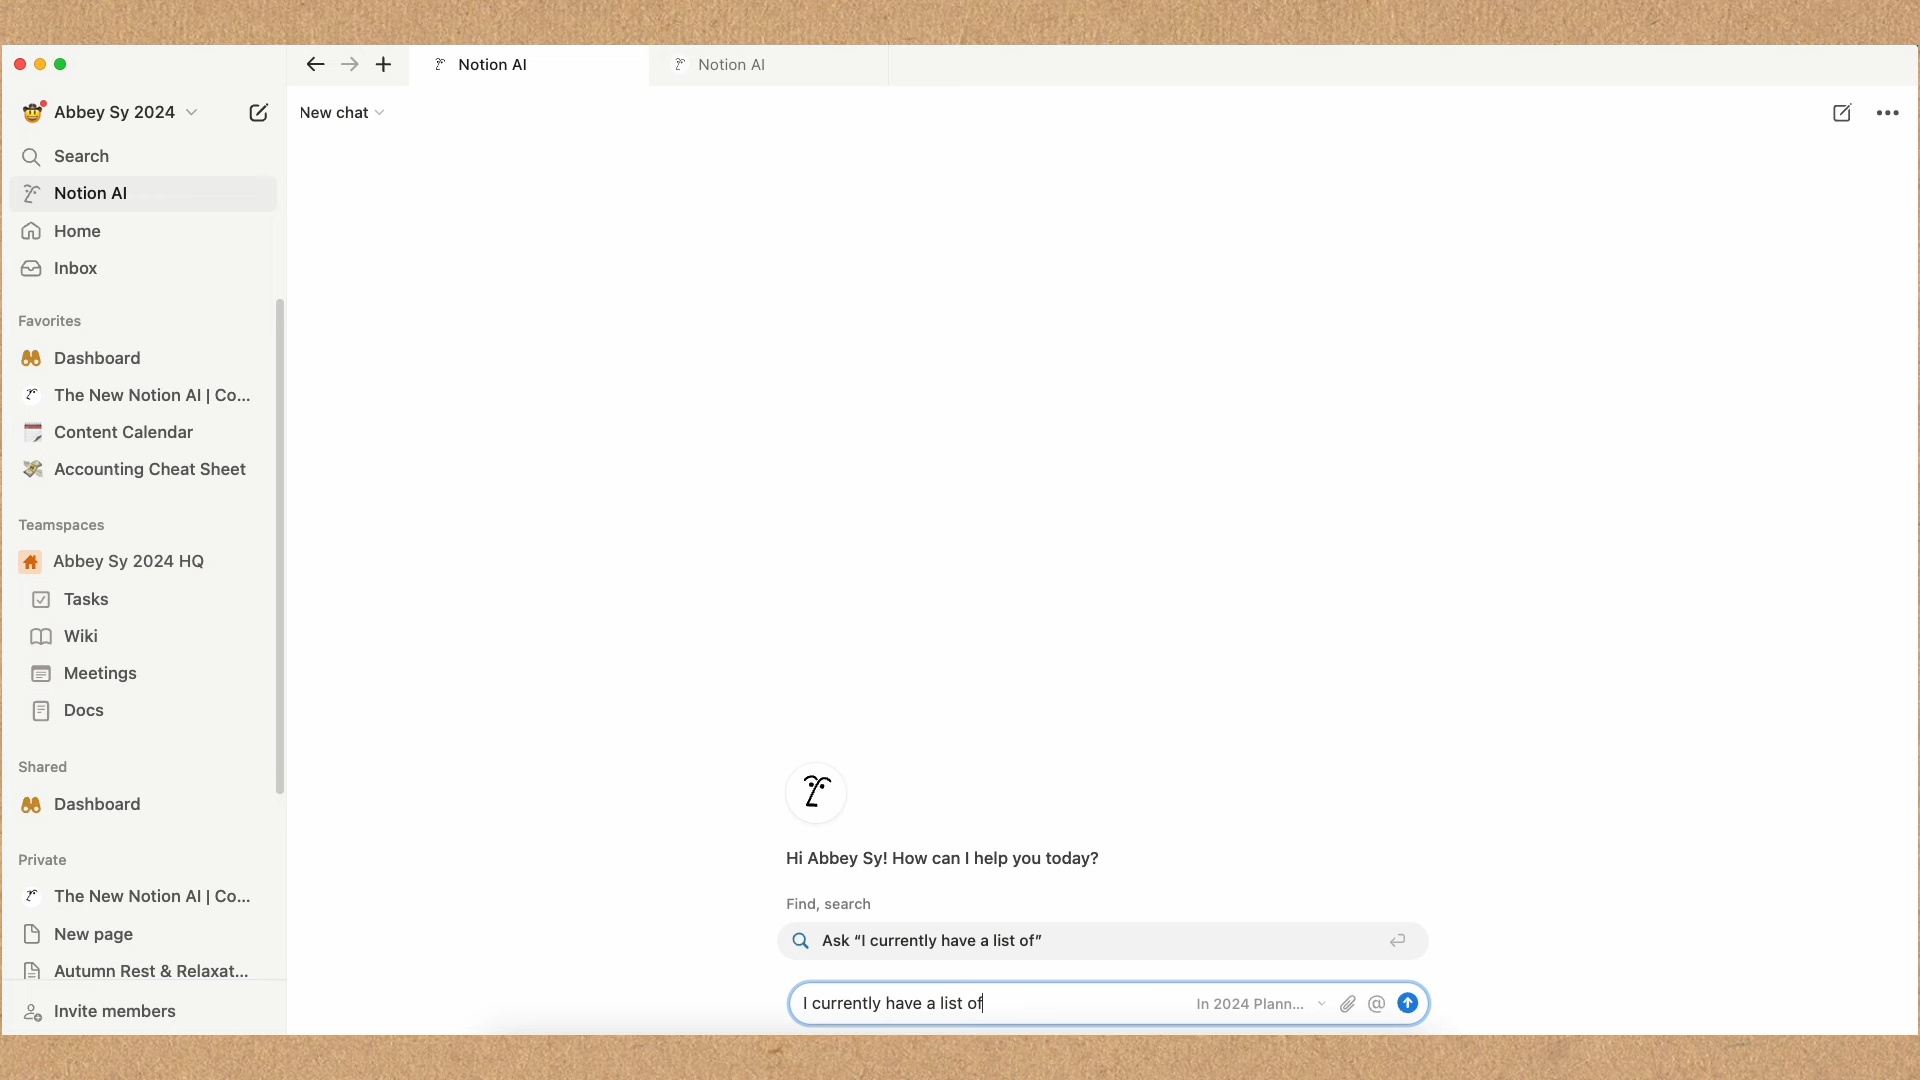 Notion AI
Notion AI
Abbey Sy 2024
New chat
Search
Notion AI
Home
Inbox
Favorites
Dashboard
The New Notion AI | Co...
Content Calendar
Accounting Cheat Sheet
Teamspaces
Abbey Sy 2024 HQ
Tasks
Wiki
Meetings
Docs
Shared
Dashboard
Private
The New Notion AI | Co...
New page
Autumn Rest & Relaxat...
Invite members
Hi Abbey Sy! How can I help you today?
Find, search
Ask “I currently have a list of”
I currently have a list of
In 2024 Plann...